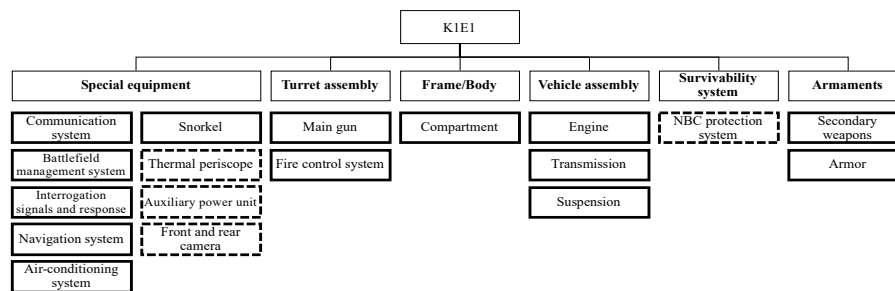 K1E1
Special equipment
Turret assembly
Frame/Body
Vehicle assembly
Survivability
system
Armaments
Communication
system
Snorkel
Main gun
Compartment
Engine
NBC protection
system
Secondary
weapons
Battlefield
management system
Thermal periscope
Fire control system
Transmission
Armor
Interrogation
signals and response
Auxiliary power unit
Suspension
Navigation system
Front and rear
camera
Air-conditioning
system